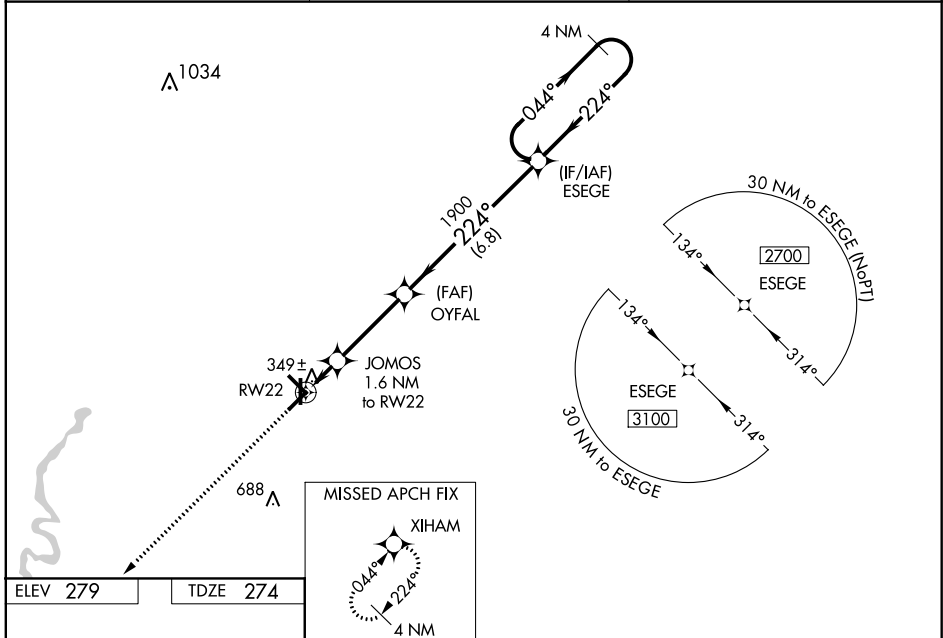 4 NM
1034
044°
224°
(IF/IAF)
ESEGE
1900
224°
(6.8)
30 NM to ESEGE (NoPT)
134°
2700
ESEGE
314°
(FAF)
OYFAL
134°
ESEGE
3100
314°
30 NM to ESEGE
349±
JOMOS
1.6 NM
to RW22
RW22
688
MISSED APCH FIX
XIHAM
044°
224°
4 NM
ELEV 279
TDZE 274